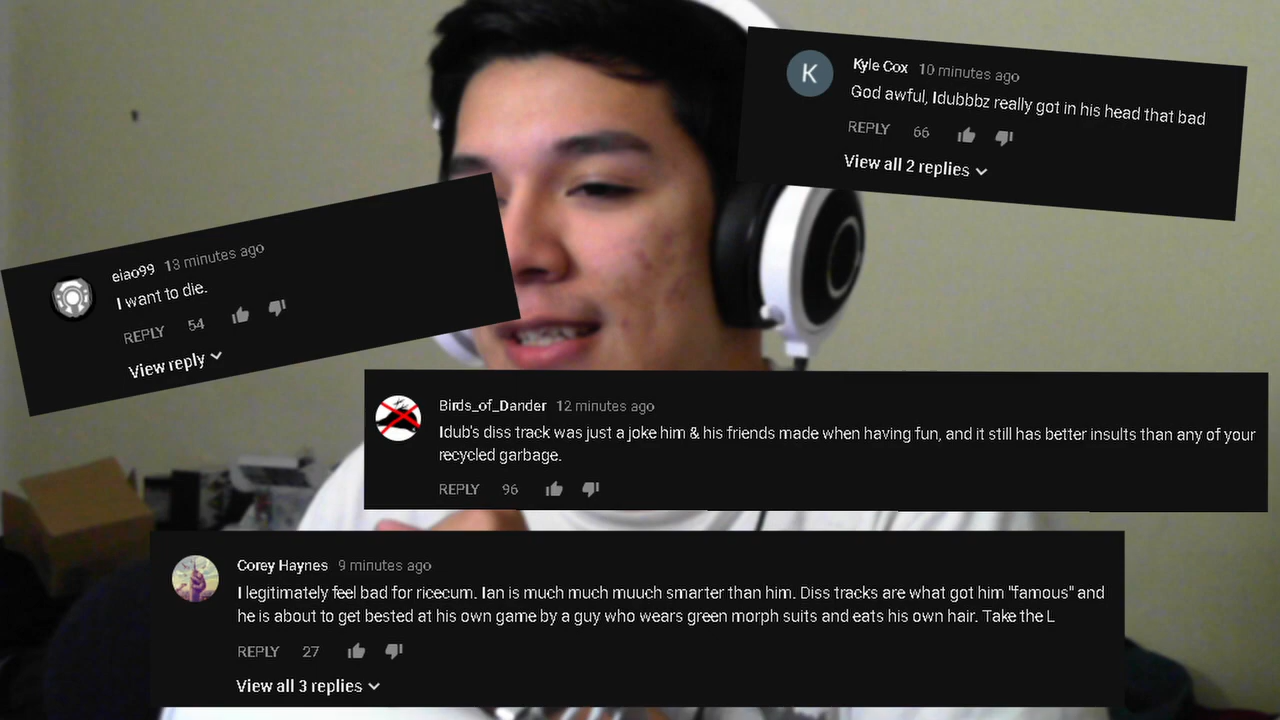 K
Kyle Cox 10 minutes ago
God awful, Idubbbz really got in his head that bad
REPLY 66
View all 2 replies
eiao99 13 minutes ago
I want to die.
REPLY 54
View reply
Birds_of_Dander 12 minutes ago
Idub's diss track was just a joke him & his friends made when having fun, and it still has better insults than any of your
recycled garbage.
REPLY 96
Corey Haynes 9 minutes ago
I legitimately feel bad for ricecum. Ian is much much muuch smarter than him. Diss tracks are what got him "famous" and
he is about to get bested at his own game by a guy who wears green morph suits and eats his own hair. Take the L
REPLY 27
View all 3 replies